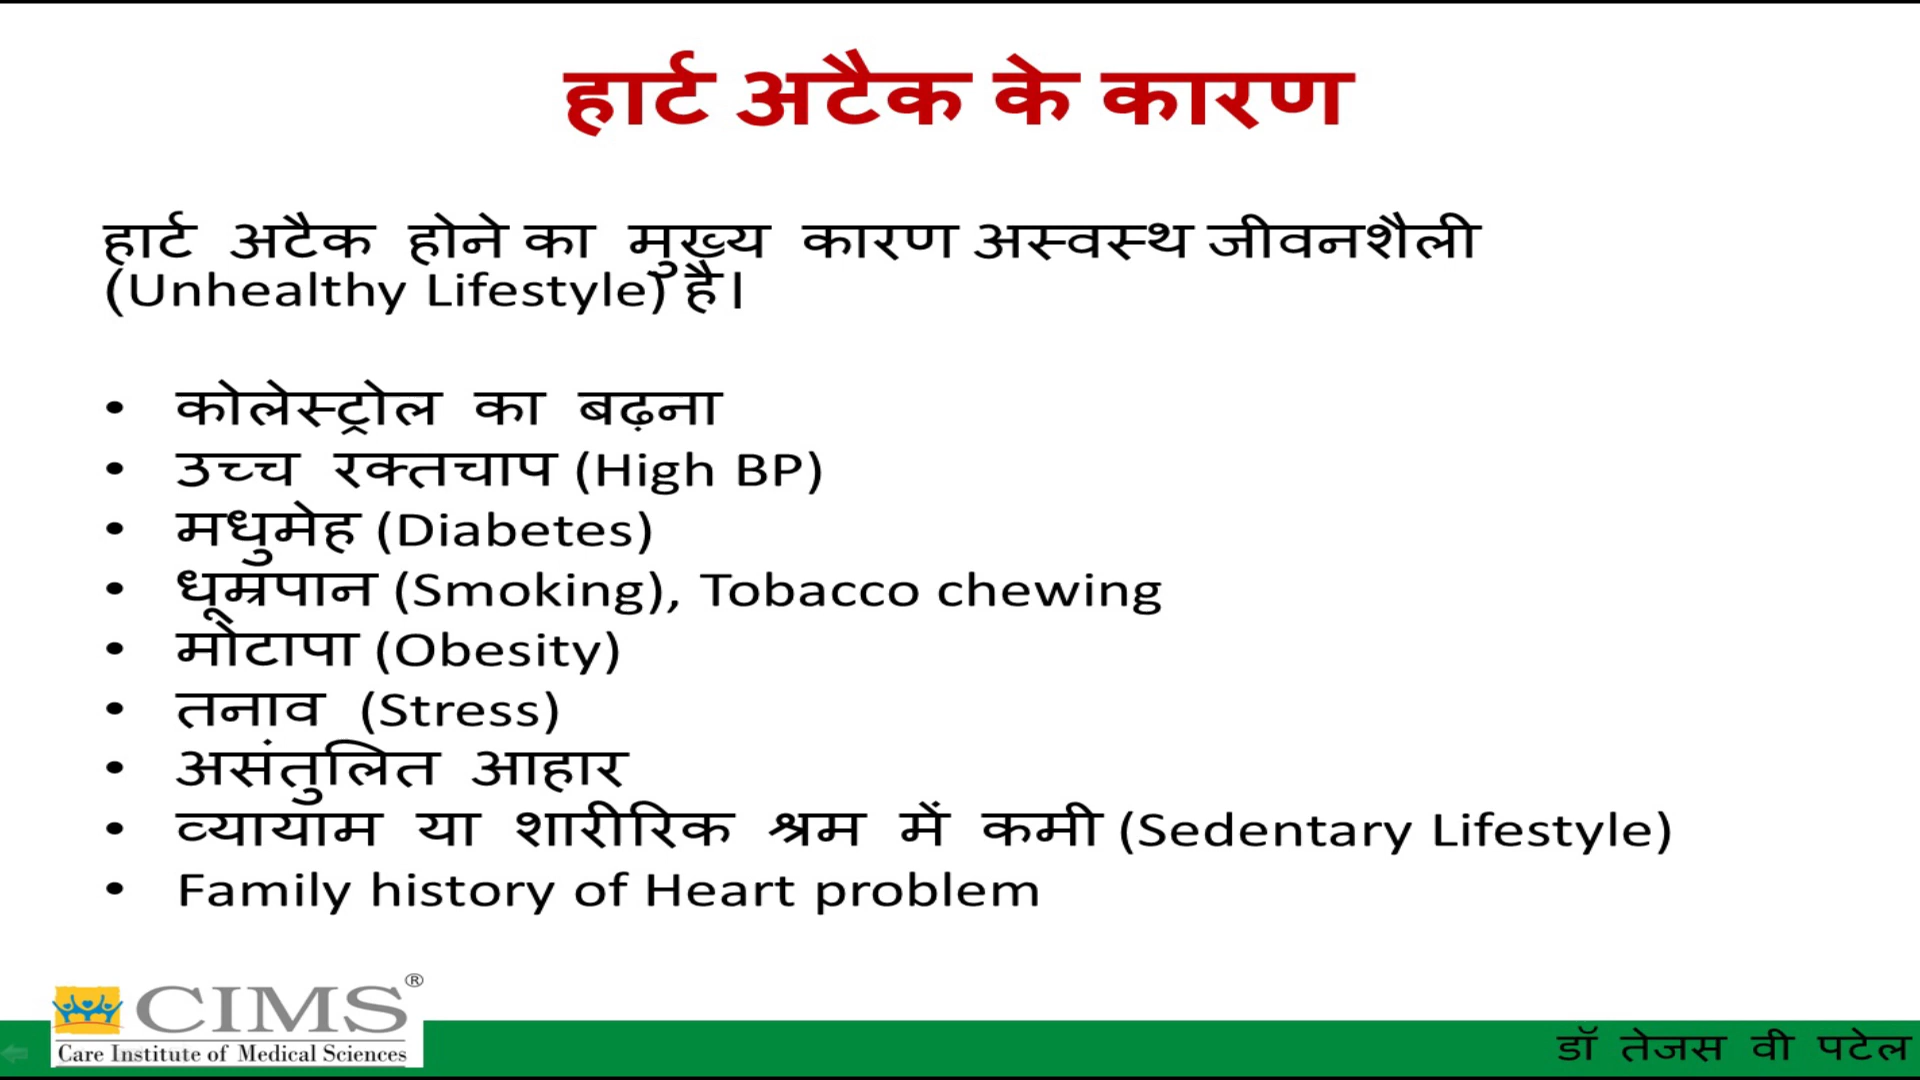 हार्ट अटैक के कारण
हार्ट अटैक होने का मुख्य कारण अस्वस्थ जीवनशैली
(Unhealthy Lifestyle) है।
• कोलेस्ट्रोल का बढ़ना
• उच्च रक्तचाप (High BP)
• मधुमेह (Diabetes)
• धूम्रपान (Smoking), Tobacco chewing
• मोटापा (Obesity)
• तनाव (Stress)
• असंतुलित आहार
• व्यायाम या शारीरिक श्रम में कमी (Sedentary Lifestyle)
• Family history of Heart problem
CIMS®
Care Institute of Medical Sciences
डॉ तेजस वी पटेल